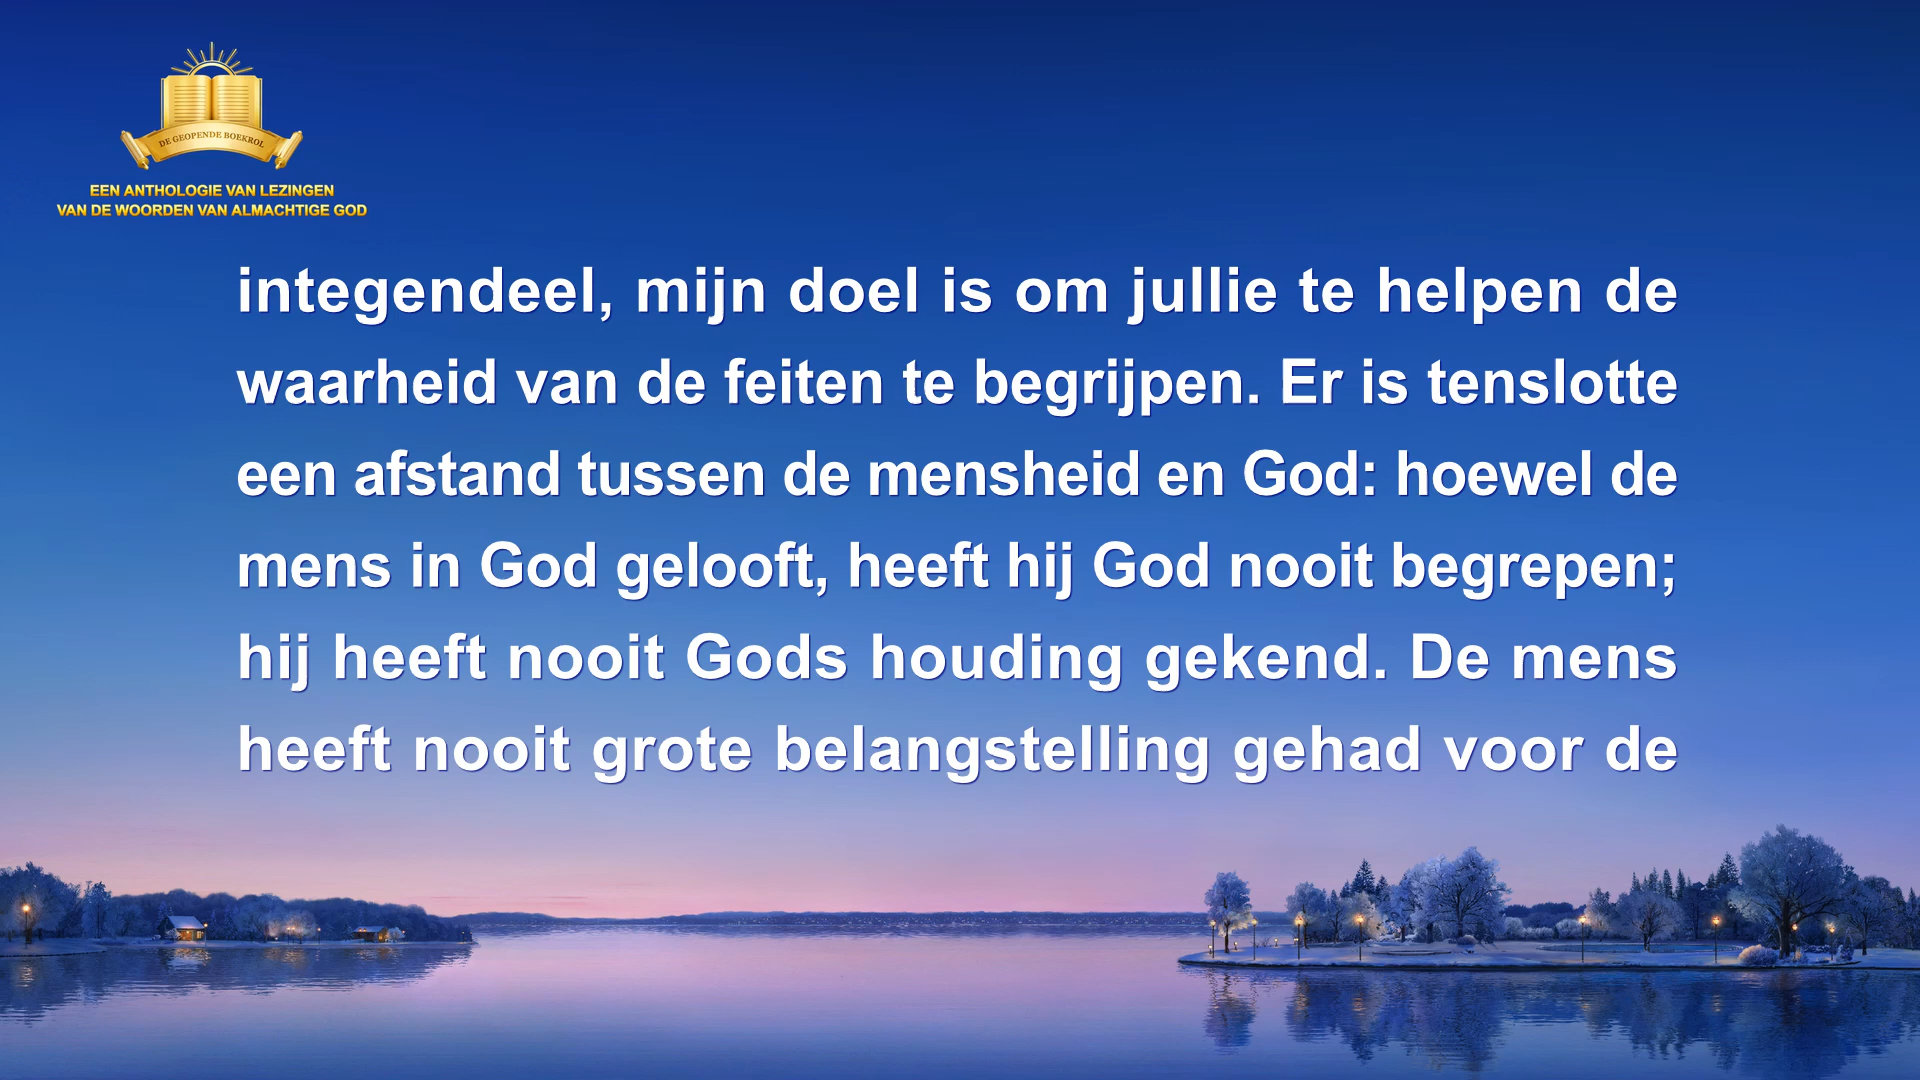 DE GEOPENDE BOEKROL
EEN ANTHOLOGIE VAN LEZINGEN
VAN DE WOORDEN VAN ALMACHTIGE GOD
integendeel, mijn doel is om jullie te helpen de
waarheid van de feiten te begrijpen. Er is tenslotte
een afstand tussen de mensheid en God: hoewel de
mens in God gelooft, heeft hij God nooit begrepen;
hij heeft nooit Gods houding gekend. De mens
heeft nooit grote belangstelling gehad voor de